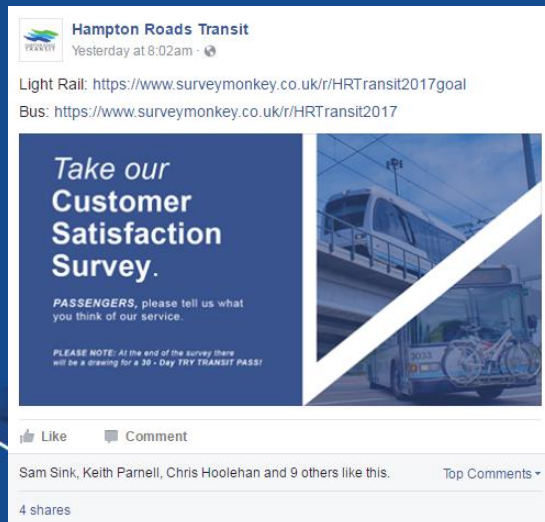 Hampton Roads Transit
Yesterday at 8:02am ·
Light Rail: https://www.surveymonkey.co.uk/r/HRTransit2017goal
Bus: https://www.surveymonkey.co.uk/r/HRTransit2017
Take our
Customer
Satisfaction
Survey.
PASSENGERS, please tell us what
you think of our service.
PLEASE NOTE: At the end of the survey there
will be a drawing for a 30 - Day TRY TRANSIT PASS!
3033
Like Comment
Sam Sink, Keith Parnell, Chris Hoolehan and 9 others like this. Top Comments
4 shares